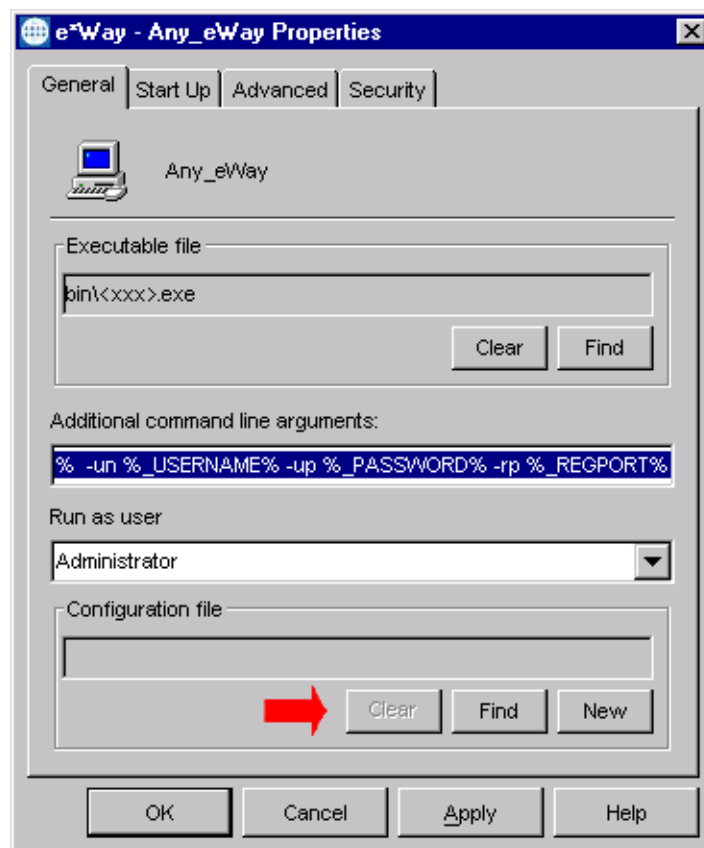 e*Way - Any_eWay Properties
General Start Up Advanced Security
Any_eWay
Executable file
bin\<xxx>.exe
Clear Find
Additional command line arguments:
% -un %_USERNAME% -up %_PASSWORD% -rp %_REGPORT%
Run as user
Administrator
Configuration file
Clear Find New
OK Cancel Apply Help